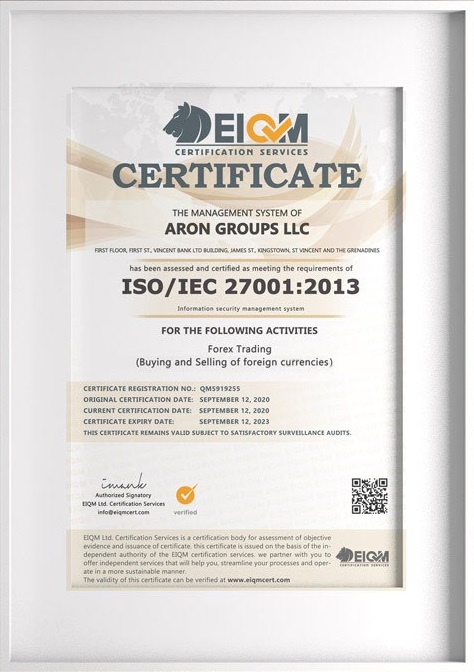 EIQM
CERTIFICATION SERVICES
CERTIFICATE
THE MANAGEMENT SYSTEM OF
ARON GROUPS LLC
FIRST FLOOR, FIRST ST., VINCENT BANK LTD BUILDING, JAMES ST., KINGSTOWN, ST VINCENT AND THE GRENADINES
has been assessed and certified as meeting the requirements of
ISO/IEC 27001:2013
Information security management system
FOR THE FOLLOWING ACTIVITIES
Forex Trading
(Buying and Selling of foreign currencies)
CERTIFICATE REGISTRATION NO.: QM5919255
ORIGINAL CERTIFICATION DATE: SEPTEMBER 12, 2020
CURRENT CERTIFICATION DATE: SEPTEMBER 12, 2020
CERTIFICATE EXPIRY DATE: SEPTEMBER 12, 2023
THIS CERTIFICATE REMAINS VALID SUBJECT TO SATISFACTORY SURVEILLANCE AUDITS.
Authorized Signatory
EIQM Ltd. Certification Services
info@eiqmcert.com
verified
EIQM Ltd. Certification Services is a certification body for assessment of objective
evidence and issuance of certificate. this certificate is issued on the basis of the in-
dependent authority of the EIQM certification services. we partner with you to
offer independent services that will help you, streamline your processes and oper-
ate in a more sustainable manner.
The validity of this certificate can be verified at www.eiqmcert.com
EIQM
CERTIFICATION SERVICES